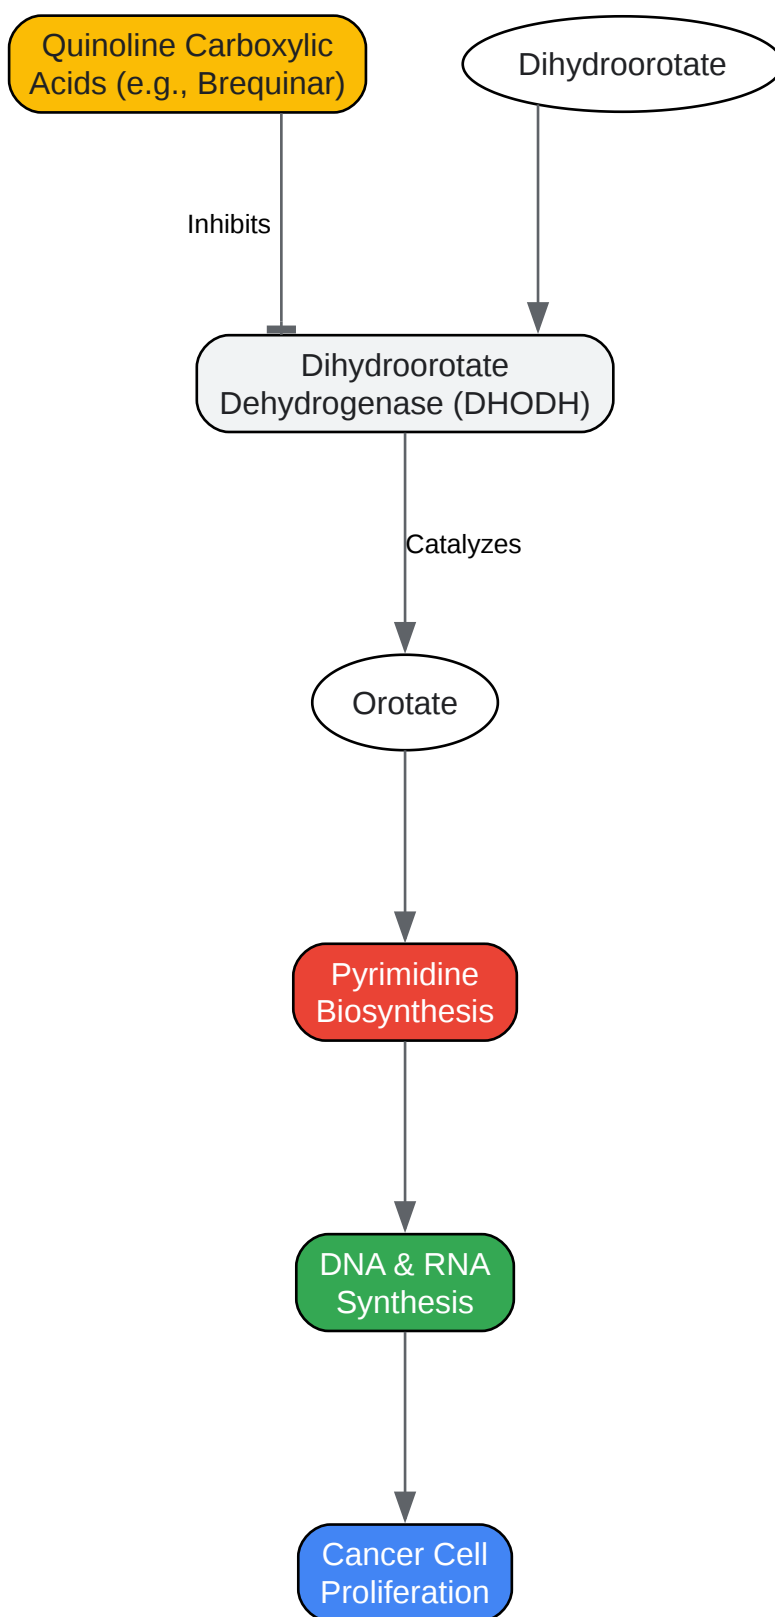 Quinoline Carboxylic
Acids (e.g., Brequinar)
Dihydroorotate
Inhibits
Dihydroorotate
Dehydrogenase (DHODH)
Catalyzes
Orotate
Pyrimidine
Biosynthesis
DNA & RNA
Synthesis
Cancer Cell
Proliferation